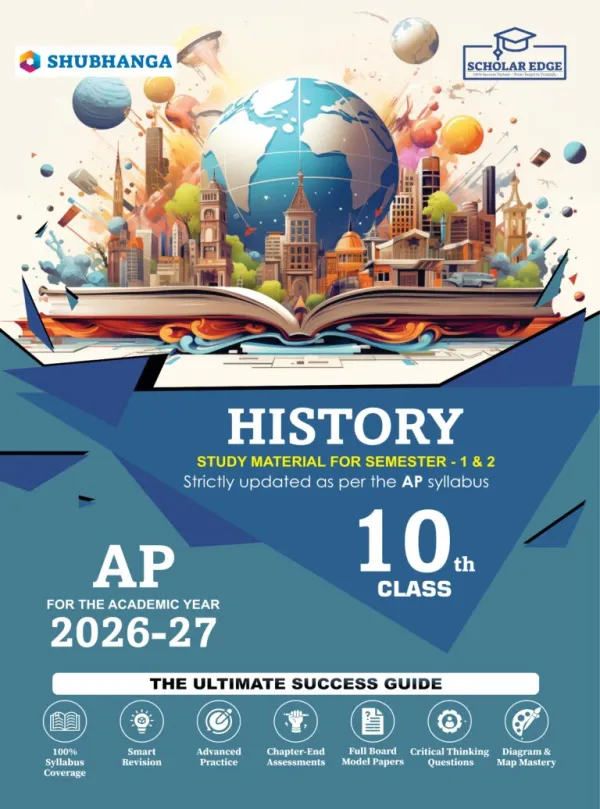 SHUBHANGA
SCHOLAR EDGE
HISTORY
STUDY MATERIAL FOR SEMESTER - 1 & 2
Strictly updated as per the AP syllabus
10th
CLASS
AP
FOR THE ACADEMIC YEAR
2026-27
THE ULTIMATE SUCCESS GUIDE
100%
Syllabus
Coverage
Smart
Revision
Advanced
Practice
Chapter-End
Assessments
Full Board
Model Papers
Critical Thinking
Questions
Diagram &
Map Mastery